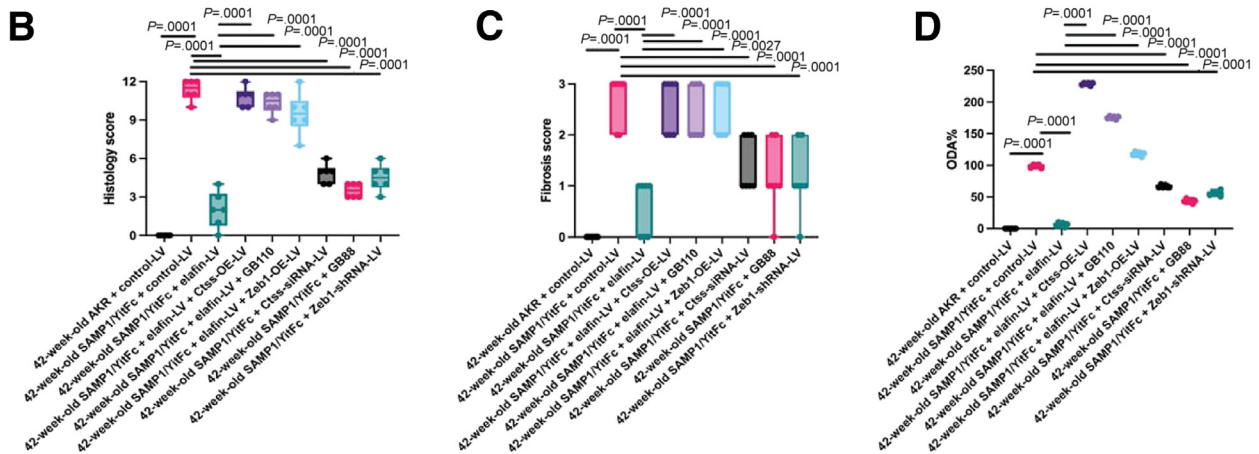 B
P=.0001
P=.0001
P=.0001
P=.0001
P=.0001
P=.0001
P=.0001
P=.0001
P=.0001
Histology score
12
9
6
3
0
42-week-old AKR + control-LV
42-week-old SAMP1/YitFc + control-LV
42-week-old SAMP1/YitFc + elafin-LV
42-week-old SAMP1/YitFc + elafin-LV + Ctss-OE-LV
42-week-old SAMP1/YitFc + elafin-LV + GB110
42-week-old SAMP1/YitFc + elafin-LV + Zeb1-OE-LV
42-week-old SAMP1/YitFc + Ctss-siRNA-LV
42-week-old SAMP1/YitFc + GB88
42-week-old SAMP1/YitFc + Zeb1-shRNA-LV
C
P=.0001
P=.0001
P=.0001
P=.0001
P=.0027
P=.0001
P=.0001
Fibrosis score
3
2
1
0
42-week-old AKR + control-LV
42-week-old SAMP1/YitFc + control-LV
42-week-old SAMP1/YitFc + elafin-LV
42-week-old SAMP1/YitFc + elafin-LV + Ctss-OE-LV
42-week-old SAMP1/YitFc + elafin-LV + GB110
42-week-old SAMP1/YitFc + elafin-LV + Zeb1-OE-LV
42-week-old SAMP1/YitFc + Ctss-siRNA-LV
42-week-old SAMP1/YitFc + GB88
42-week-old SAMP1/YitFc + Zeb1-shRNA-LV
D
P=.0001
P=.0001
P=.0001
P=.0001
P=.0001
P=.0001
P=.0001
P=.0001
ODA%
250
200
150
100
50
0
42-week-old AKR + control-LV
42-week-old SAMP1/YitFc + control-LV
42-week-old SAMP1/YitFc + elafin-LV
42-week-old SAMP1/YitFc + elafin-LV + Ctss-OE-LV
42-week-old SAMP1/YitFc + elafin-LV + GB110
42-week-old SAMP1/YitFc + elafin-LV + Zeb1-OE-LV
42-week-old SAMP1/YitFc + Ctss-siRNA-LV
42-week-old SAMP1/YitFc + GB88
42-week-old SAMP1/YitFc + Zeb1-shRNA-LV